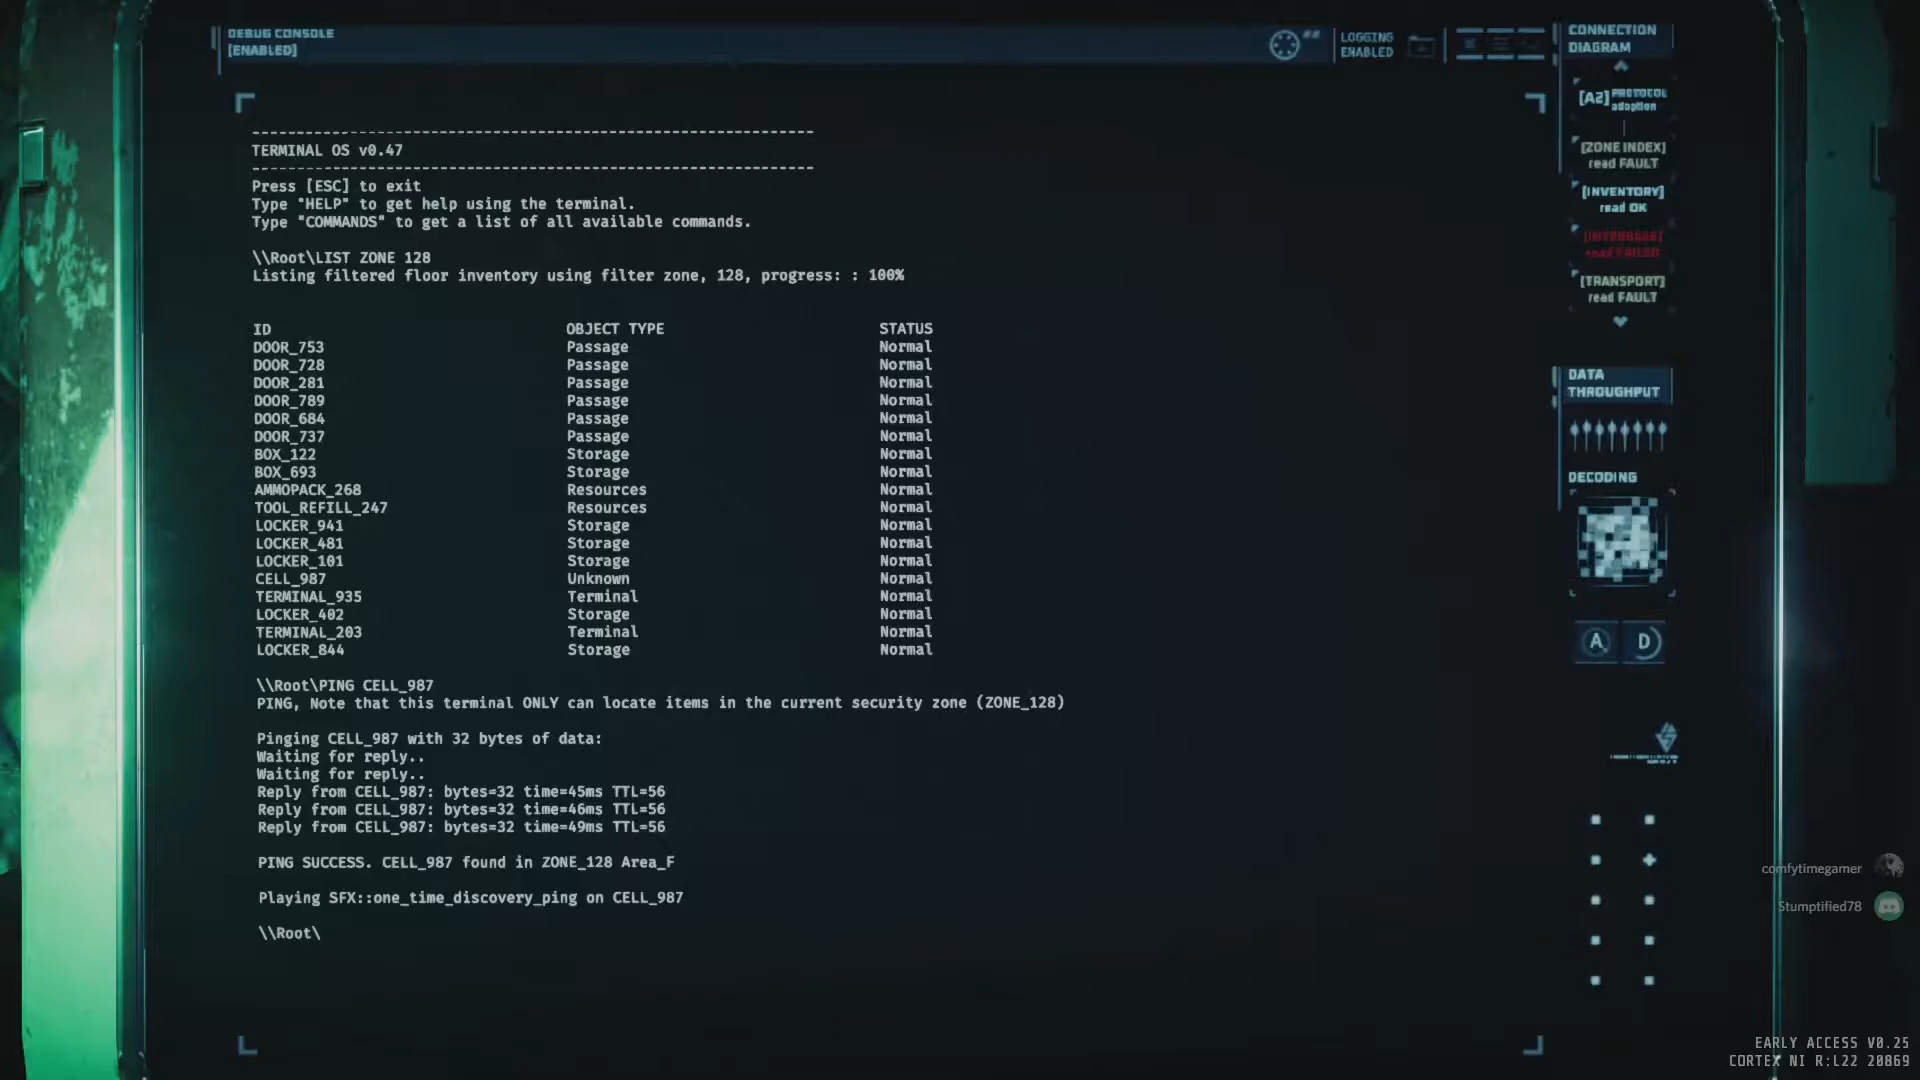 DEBUG CONSOLE
[ENABLED]
LOGGING
ENABLED
----------------------------------------------------------------
TERMINAL OS v0.47
----------------------------------------------------------------
Press [ESC] to exit
Type "HELP" to get help using the terminal.
Type "COMMANDS" to get a list of all available commands.
\\Root\LIST ZONE 128
Listing filtered floor inventory using filter zone, 128, progress: : 100%
ID OBJECT TYPE STATUS
DOOR_753 Passage Normal
DOOR_728 Passage Normal
DOOR_281 Passage Normal
DOOR_789 Passage Normal
DOOR_684 Passage Normal
DOOR_737 Passage Normal
BOX_122 Storage Normal
BOX_693 Storage Normal
AMMOPACK_268 Resources Normal
TOOL_REFILL_247 Resources Normal
LOCKER_941 Storage Normal
LOCKER_481 Storage Normal
LOCKER_101 Storage Normal
CELL_987 Unknown Normal
TERMINAL_935 Terminal Normal
LOCKER_402 Storage Normal
TERMINAL_203 Terminal Normal
LOCKER_844 Storage Normal
\\Root\PING CELL_987
PING, Note that this terminal ONLY can locate items in the current security zone (ZONE_128)
Pinging CELL_987 with 32 bytes of data:
Waiting for reply..
Waiting for reply..
Reply from CELL_987: bytes=32 time=45ms TTL=56
Reply from CELL_987: bytes=32 time=46ms TTL=56
Reply from CELL_987: bytes=32 time=49ms TTL=56
PING SUCCESS. CELL_987 found in ZONE_128 Area_F
Playing SFX::one_time_discovery_ping on CELL_987
\\Root\
CONNECTION
DIAGRAM
[A2] PROTOCOL
adoption
[ZONE INDEX]
read FAULT
[INVENTORY]
read OK
read FAILED
[TRANSPORT]
read FAULT
DATA
THROUGHPUT
DECODING
A D
comfytimegamer
Stumptified78
EARLY ACCESS V0.25
CORTEX NI R:L22 20869